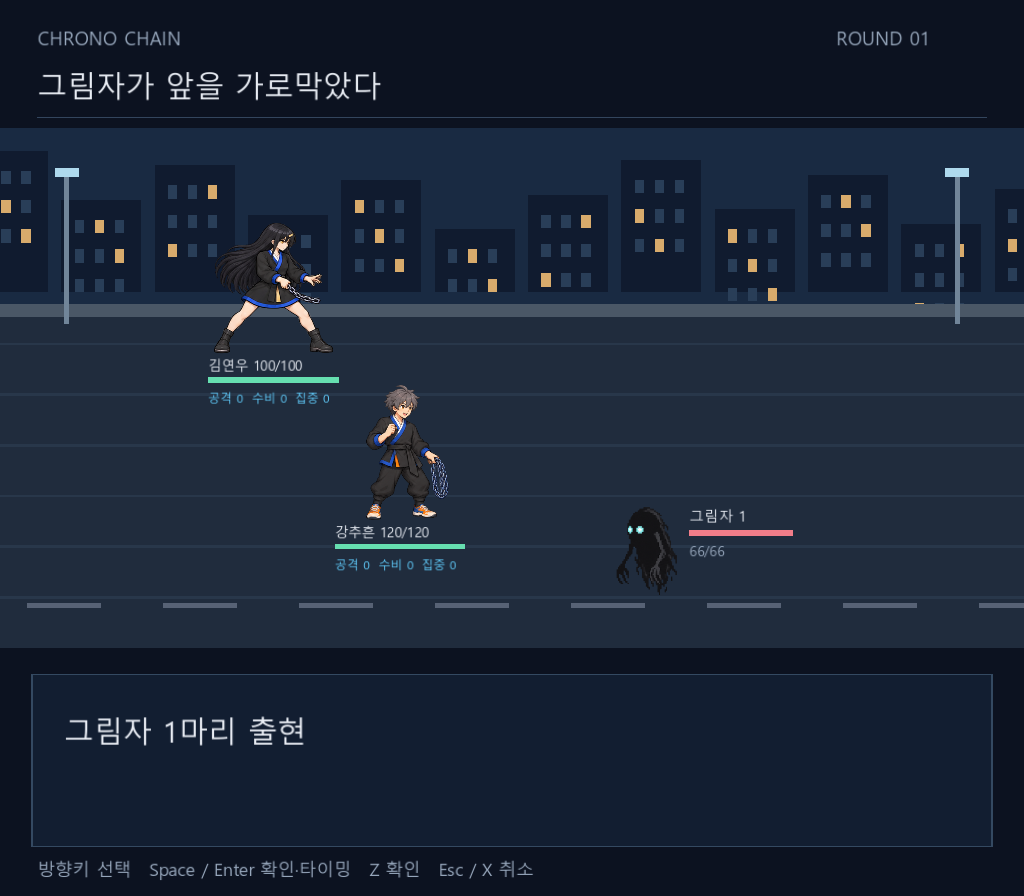 CHRONO CHAIN
ROUND 01
그림자가 앞을 가로막았다
김연우 100/100
공격 0 수비 0 집중 0
강추흔 120/120
공격 0 수비 0 집중 0
그림자 1
66/66
그림자 1마리 출현
방향키 선택 Space / Enter 확인·타이밍 Z 확인 Esc / X 취소